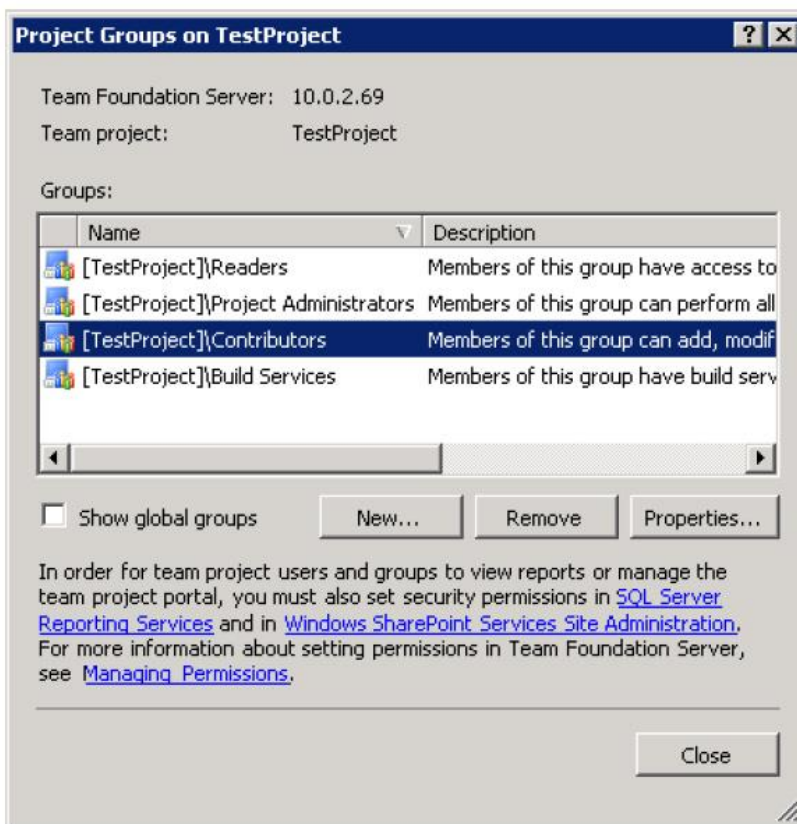 Project Groups on TestProject
Team Foundation Server: 10.0.2.69
Team project: TestProject
Groups:
Name Description
[TestProject]\Readers Members of this group have access to
[TestProject]\Project Administrators Members of this group can perform all
[TestProject]\Contributors Members of this group can add, modif
[TestProject]\Build Services Members of this group have build serv
Show global groups New... Remove Properties...
In order for team project users and groups to view reports or manage the
team project portal, you must also set security permissions in SQL Server
Reporting Services and in Windows SharePoint Services Site Administration.
For more information about setting permissions in Team Foundation Server,
see Managing Permissions.
Close